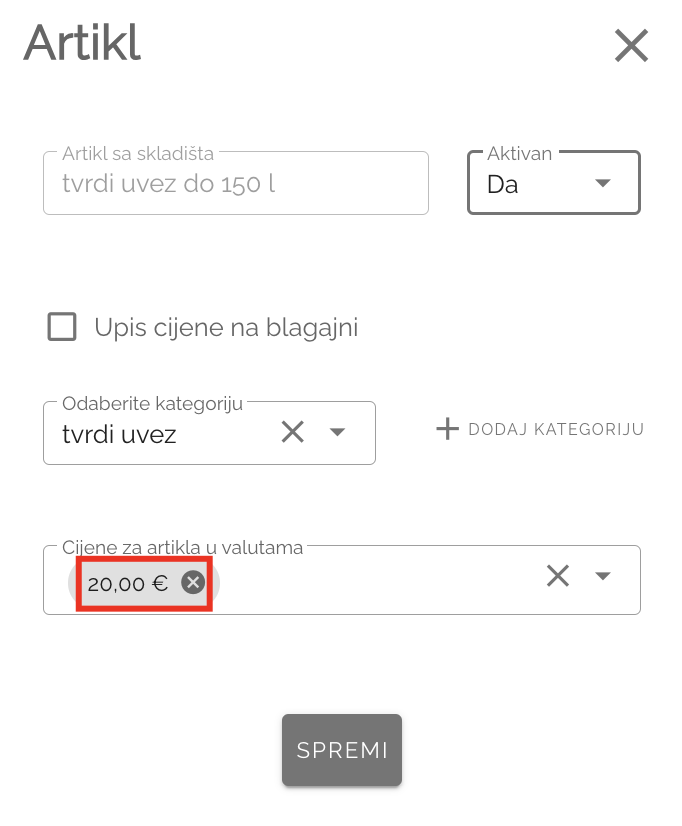 Artikl
Artikl sa skladišta
tvrdi uvez do 150 l
Aktivan
Da
Upis cijene na blagajni
Odaberite kategoriju
tvrdi uvez
DODAJ KATEGORIJU
Cijene za artikla u valutama
20,00 €
SPREMI